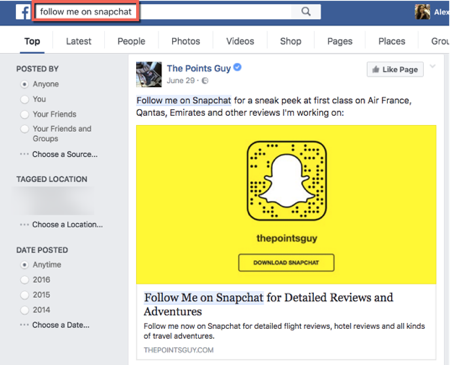 follow me on snapchat
Alex
Top Latest People Photos Videos Shop Pages Places
POSTED BY
Anyone
You
Your Friends
Your Friends and
Groups
Choose a Source...
TAGGED LOCATION
Choose a Location...
DATE POSTED
Anytime
2016
2015
2014
Choose a Date...
The Points Guy
June 29 ·
Like Page
Follow me on Snapchat for a sneak peek at first class on Air France,
Qantas, Emirates and other reviews I'm working on:
thepointsguy
DOWNLOAD SNAPCHAT
Follow Me on Snapchat for Detailed Reviews and
Adventures
Follow me now on Snapchat for detailed flight reviews, hotel reviews and all kinds
of travel adventures.
THEPOINTSGUY.COM